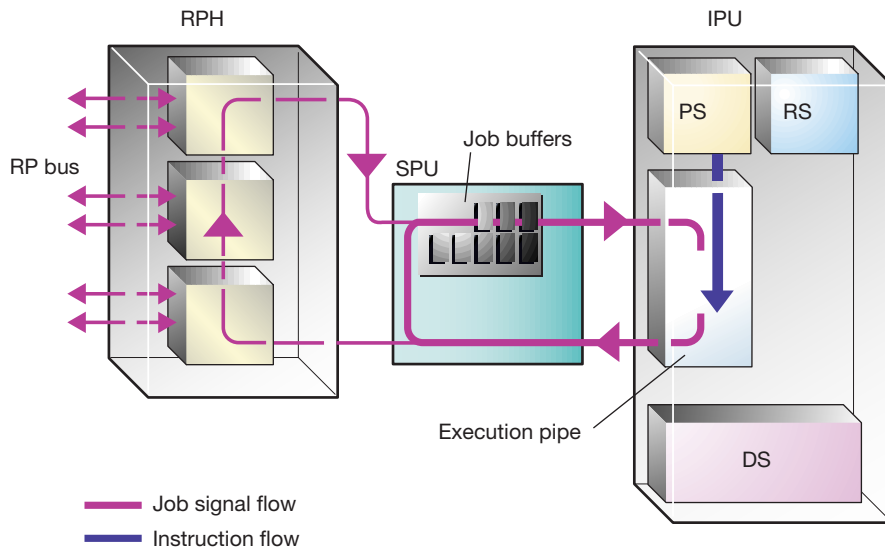 RPH
IPU
PS
RS
Job buffers
RP bus
SPU
Execution pipe
DS
Job signal flow
Instruction flow